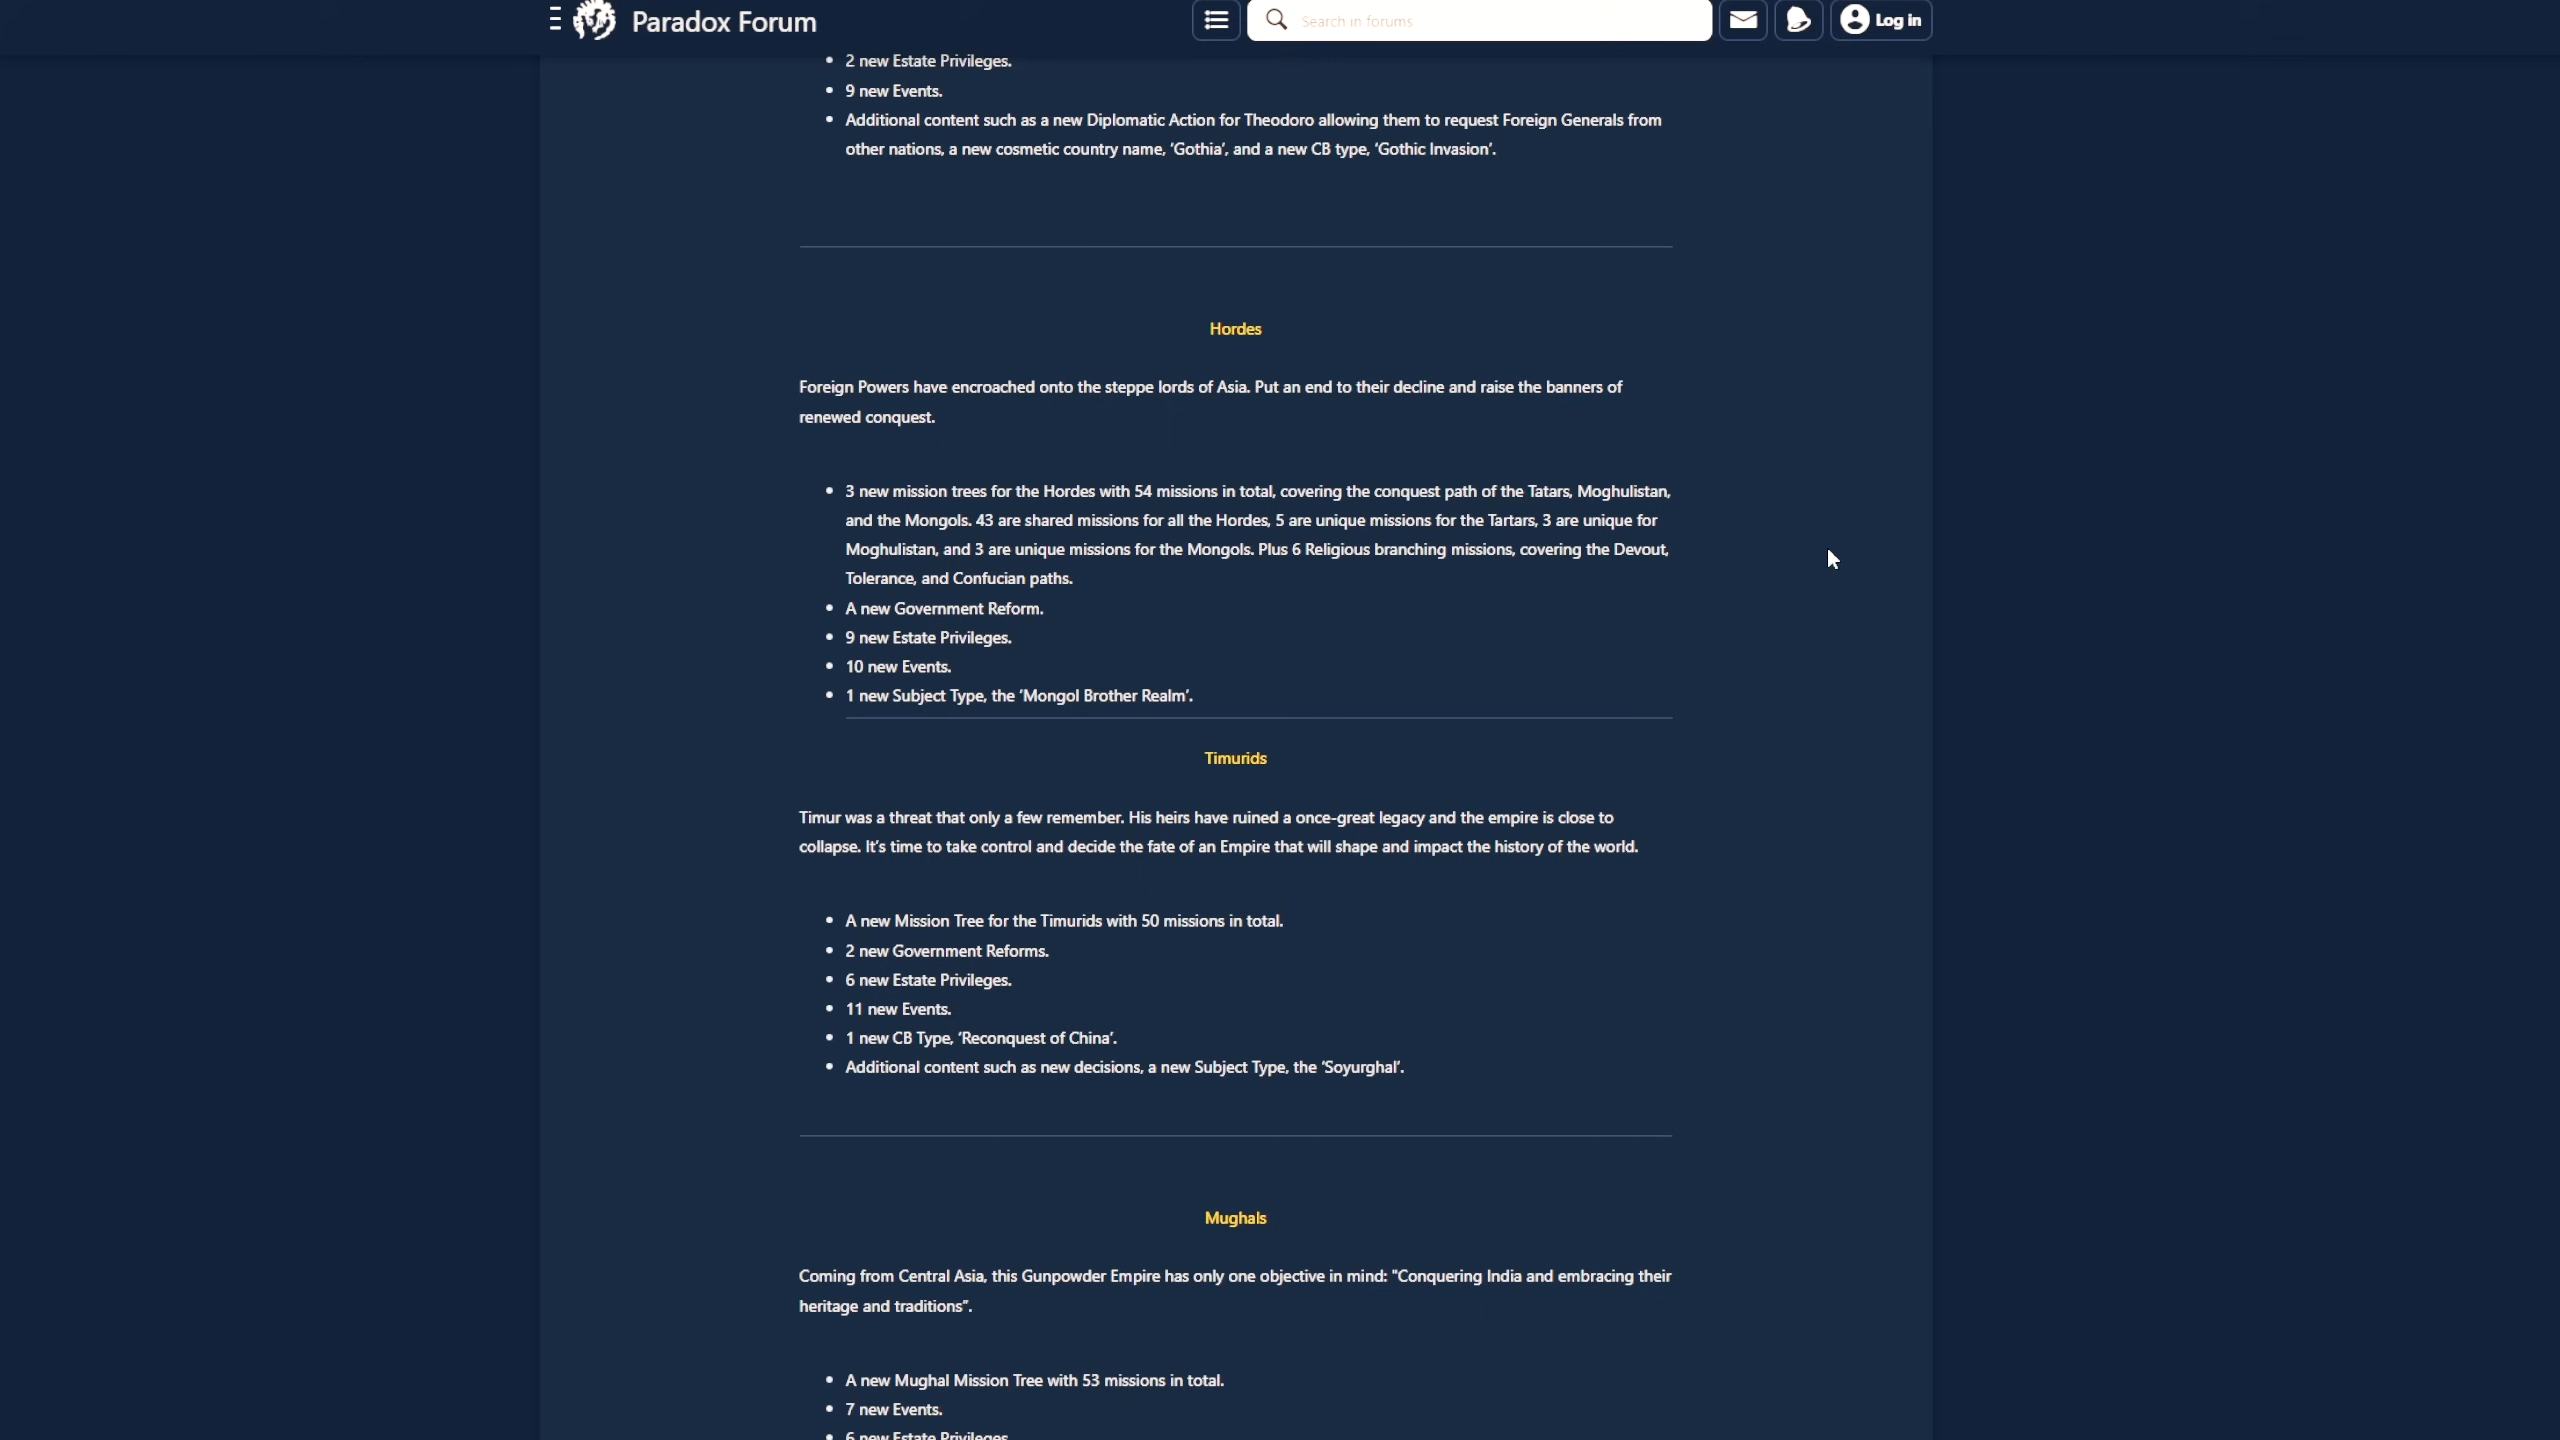 Paradox Forum
Search in forums
Log in
2 new Estate Privileges.
9 new Events.
Additional content such as a new Diplomatic Action for Theodoro allowing them to request Foreign Generals from
other nations, a new cosmetic country name, ‘Gothia’, and a new CB type, ‘Gothic Invasion’.
Hordes
Foreign Powers have encroached onto the steppe lords of Asia. Put an end to their decline and raise the banners of
renewed conquest.
3 new mission trees for the Hordes with 54 missions in total, covering the conquest path of the Tatars, Moghulistan,
and the Mongols. 43 are shared missions for all the Hordes, 5 are unique missions for the Tartars, 3 are unique for
Moghulistan, and 3 are unique missions for the Mongols. Plus 6 Religious branching missions, covering the Devout,
Tolerance, and Confucian paths.
A new Government Reform.
9 new Estate Privileges.
10 new Events.
1 new Subject Type, the ‘Mongol Brother Realm’.
Timurids
Timur was a threat that only a few remember. His heirs have ruined a once-great legacy and the empire is close to
collapse. It’s time to take control and decide the fate of an Empire that will shape and impact the history of the world.
A new Mission Tree for the Timurids with 50 missions in total.
2 new Government Reforms.
6 new Estate Privileges.
11 new Events.
1 new CB Type, ‘Reconquest of China’.
Additional content such as new decisions, a new Subject Type, the ‘Soyurghal’.
Mughals
Coming from Central Asia, this Gunpowder Empire has only one objective in mind: "Conquering India and embracing their
heritage and traditions”.
A new Mughal Mission Tree with 53 missions in total.
7 new Events.
6 new Estate Privileges